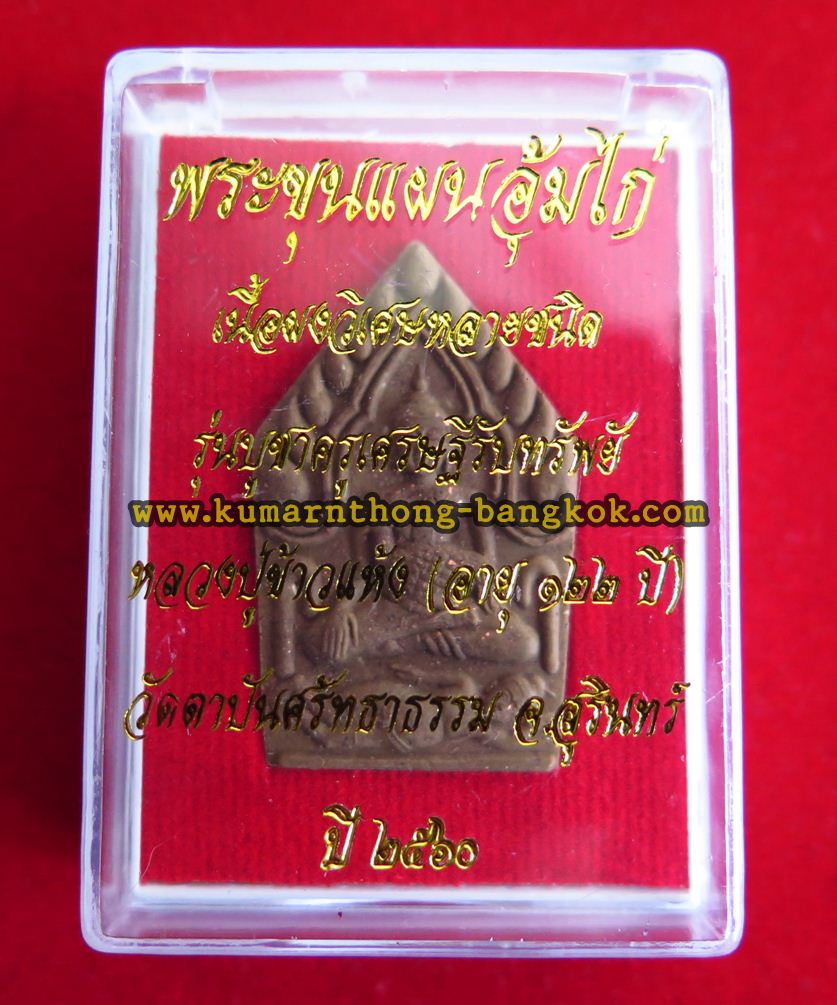 พระขุนแผนอุ้มไก่
เนื้อผงวิเศษหลายชนิด
รุ่นบูชาครูเศรษฐีรับทรัพย์
www.kumarnthong-bangkok.com
หลวงปู่ข้าวแห้ง (อายุ ๑๒๒ ปี)
วัดตาปันศรัทธาธรรม จ.สุรินทร์
ปี ๒๕๖๐